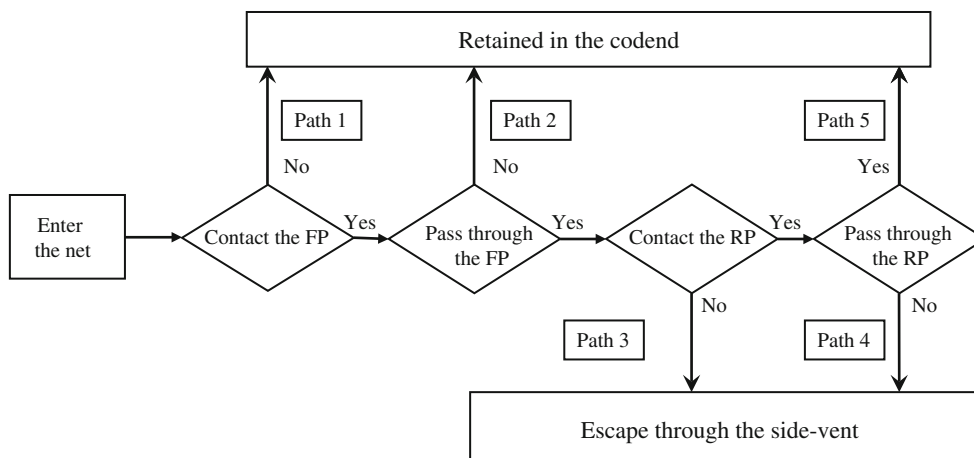 Retained in the codend
Path 1
Path 2
Path 5
No
No
Yes
Enter
the net
Contact the FP
Yes
Pass through
the FP
Yes
Contact the RP
Yes
Pass through
the RP
No
No
Path 3
Path 4
Escape through the side-vent